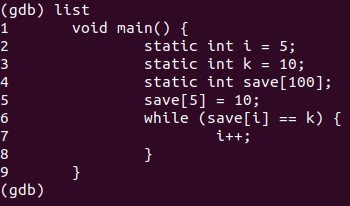 (gdb) list
1       void main() {
2               static int i = 5;
3               static int k = 10;
4               static int save[100];
5               save[5] = 10;
6               while (save[i] == k) {
7                       i++;
8               }
9       }
(gdb)